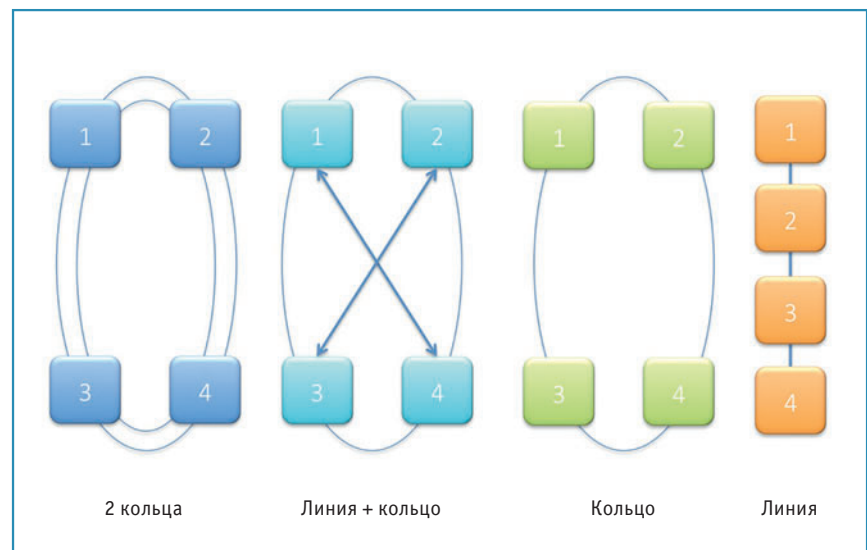 1 2 1 2 1 2 1
2
3
3 4 3 4 3 4 4
2 кольца Линия + кольцо Кольцо Линия